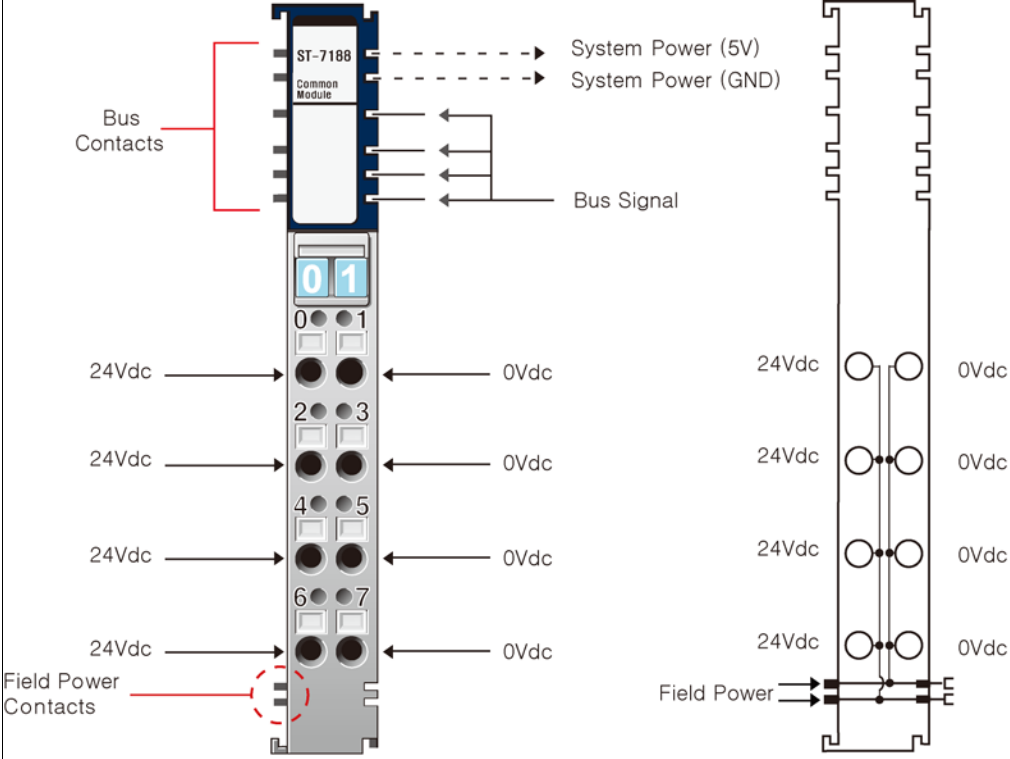 ST-7188
Common
Module
System Power (5V)
System Power (GND)
Bus
Contacts
Bus Signal
01
0 1
24Vdc 0Vdc
2 3
24Vdc 0Vdc
4 5
24Vdc 0Vdc
6 7
24Vdc 0Vdc
Field Power
Contacts
24Vdc 0Vdc
24Vdc 0Vdc
24Vdc 0Vdc
24Vdc 0Vdc
Field Power